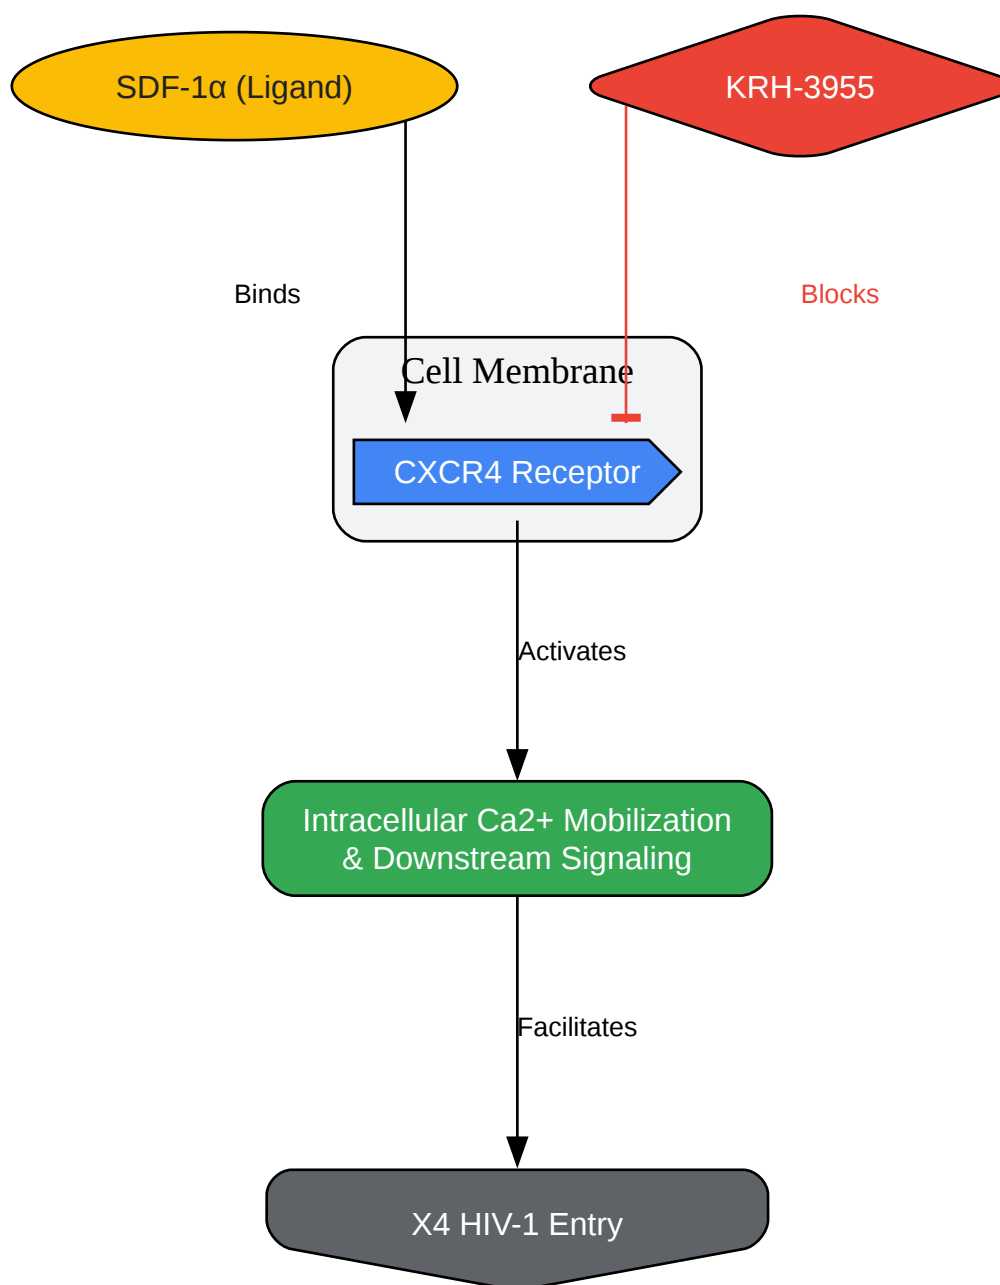 SDF-1α (Ligand)
KRH-3955
Binds
Blocks
Cell Membrane
CXCR4 Receptor
Activates
Intracellular Ca2+ Mobilization
& Downstream Signaling
Facilitates
X4 HIV-1 Entry